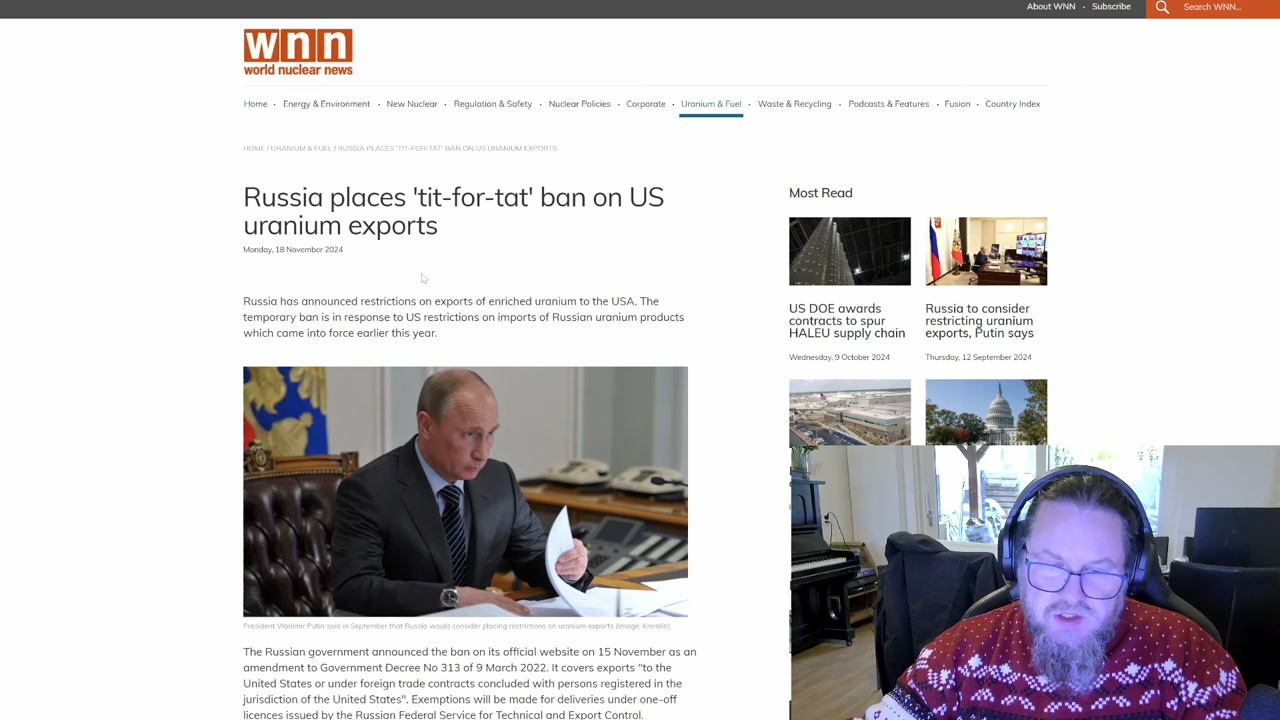 About WNN · Subscribe
Search WNN...
wnn
world nuclear news
Home · Energy & Environment · New Nuclear · Regulation & Safety · Nuclear Policies · Corporate · Uranium & Fuel · Waste & Recycling · Podcasts & Features · Fusion · Country Index
HOME / URANIUM & FUEL / RUSSIA PLACES 'TIT-FOR-TAT' BAN ON US URANIUM EXPORTS
Russia places 'tit-for-tat' ban on US
uranium exports
Monday, 18 November 2024
Russia has announced restrictions on exports of enriched uranium to the USA. The
temporary ban is in response to US restrictions on imports of Russian uranium products
which came into force earlier this year.
President Vladimir Putin said in September that Russia would consider placing restrictions on uranium exports (Image: Kremlin)
The Russian government announced the ban on its official website on 15 November as an
amendment to Government Decree No 313 of 9 March 2022. It covers exports "to the
United States or under foreign trade contracts concluded with persons registered in the
jurisdiction of the United States". Exemptions will be made for deliveries under one-off
licences issued by the Russian Federal Service for Technical and Export Control.
Most Read
US DOE awards
contracts to spur
HALEU supply chain
Wednesday, 9 October 2024
Russia to consider
restricting uranium
exports, Putin says
Thursday, 12 September 2024